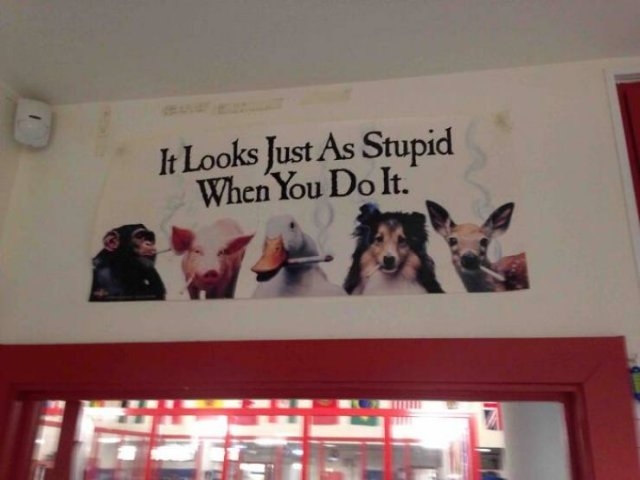 It Looks Just As Stupid
When You Do It.